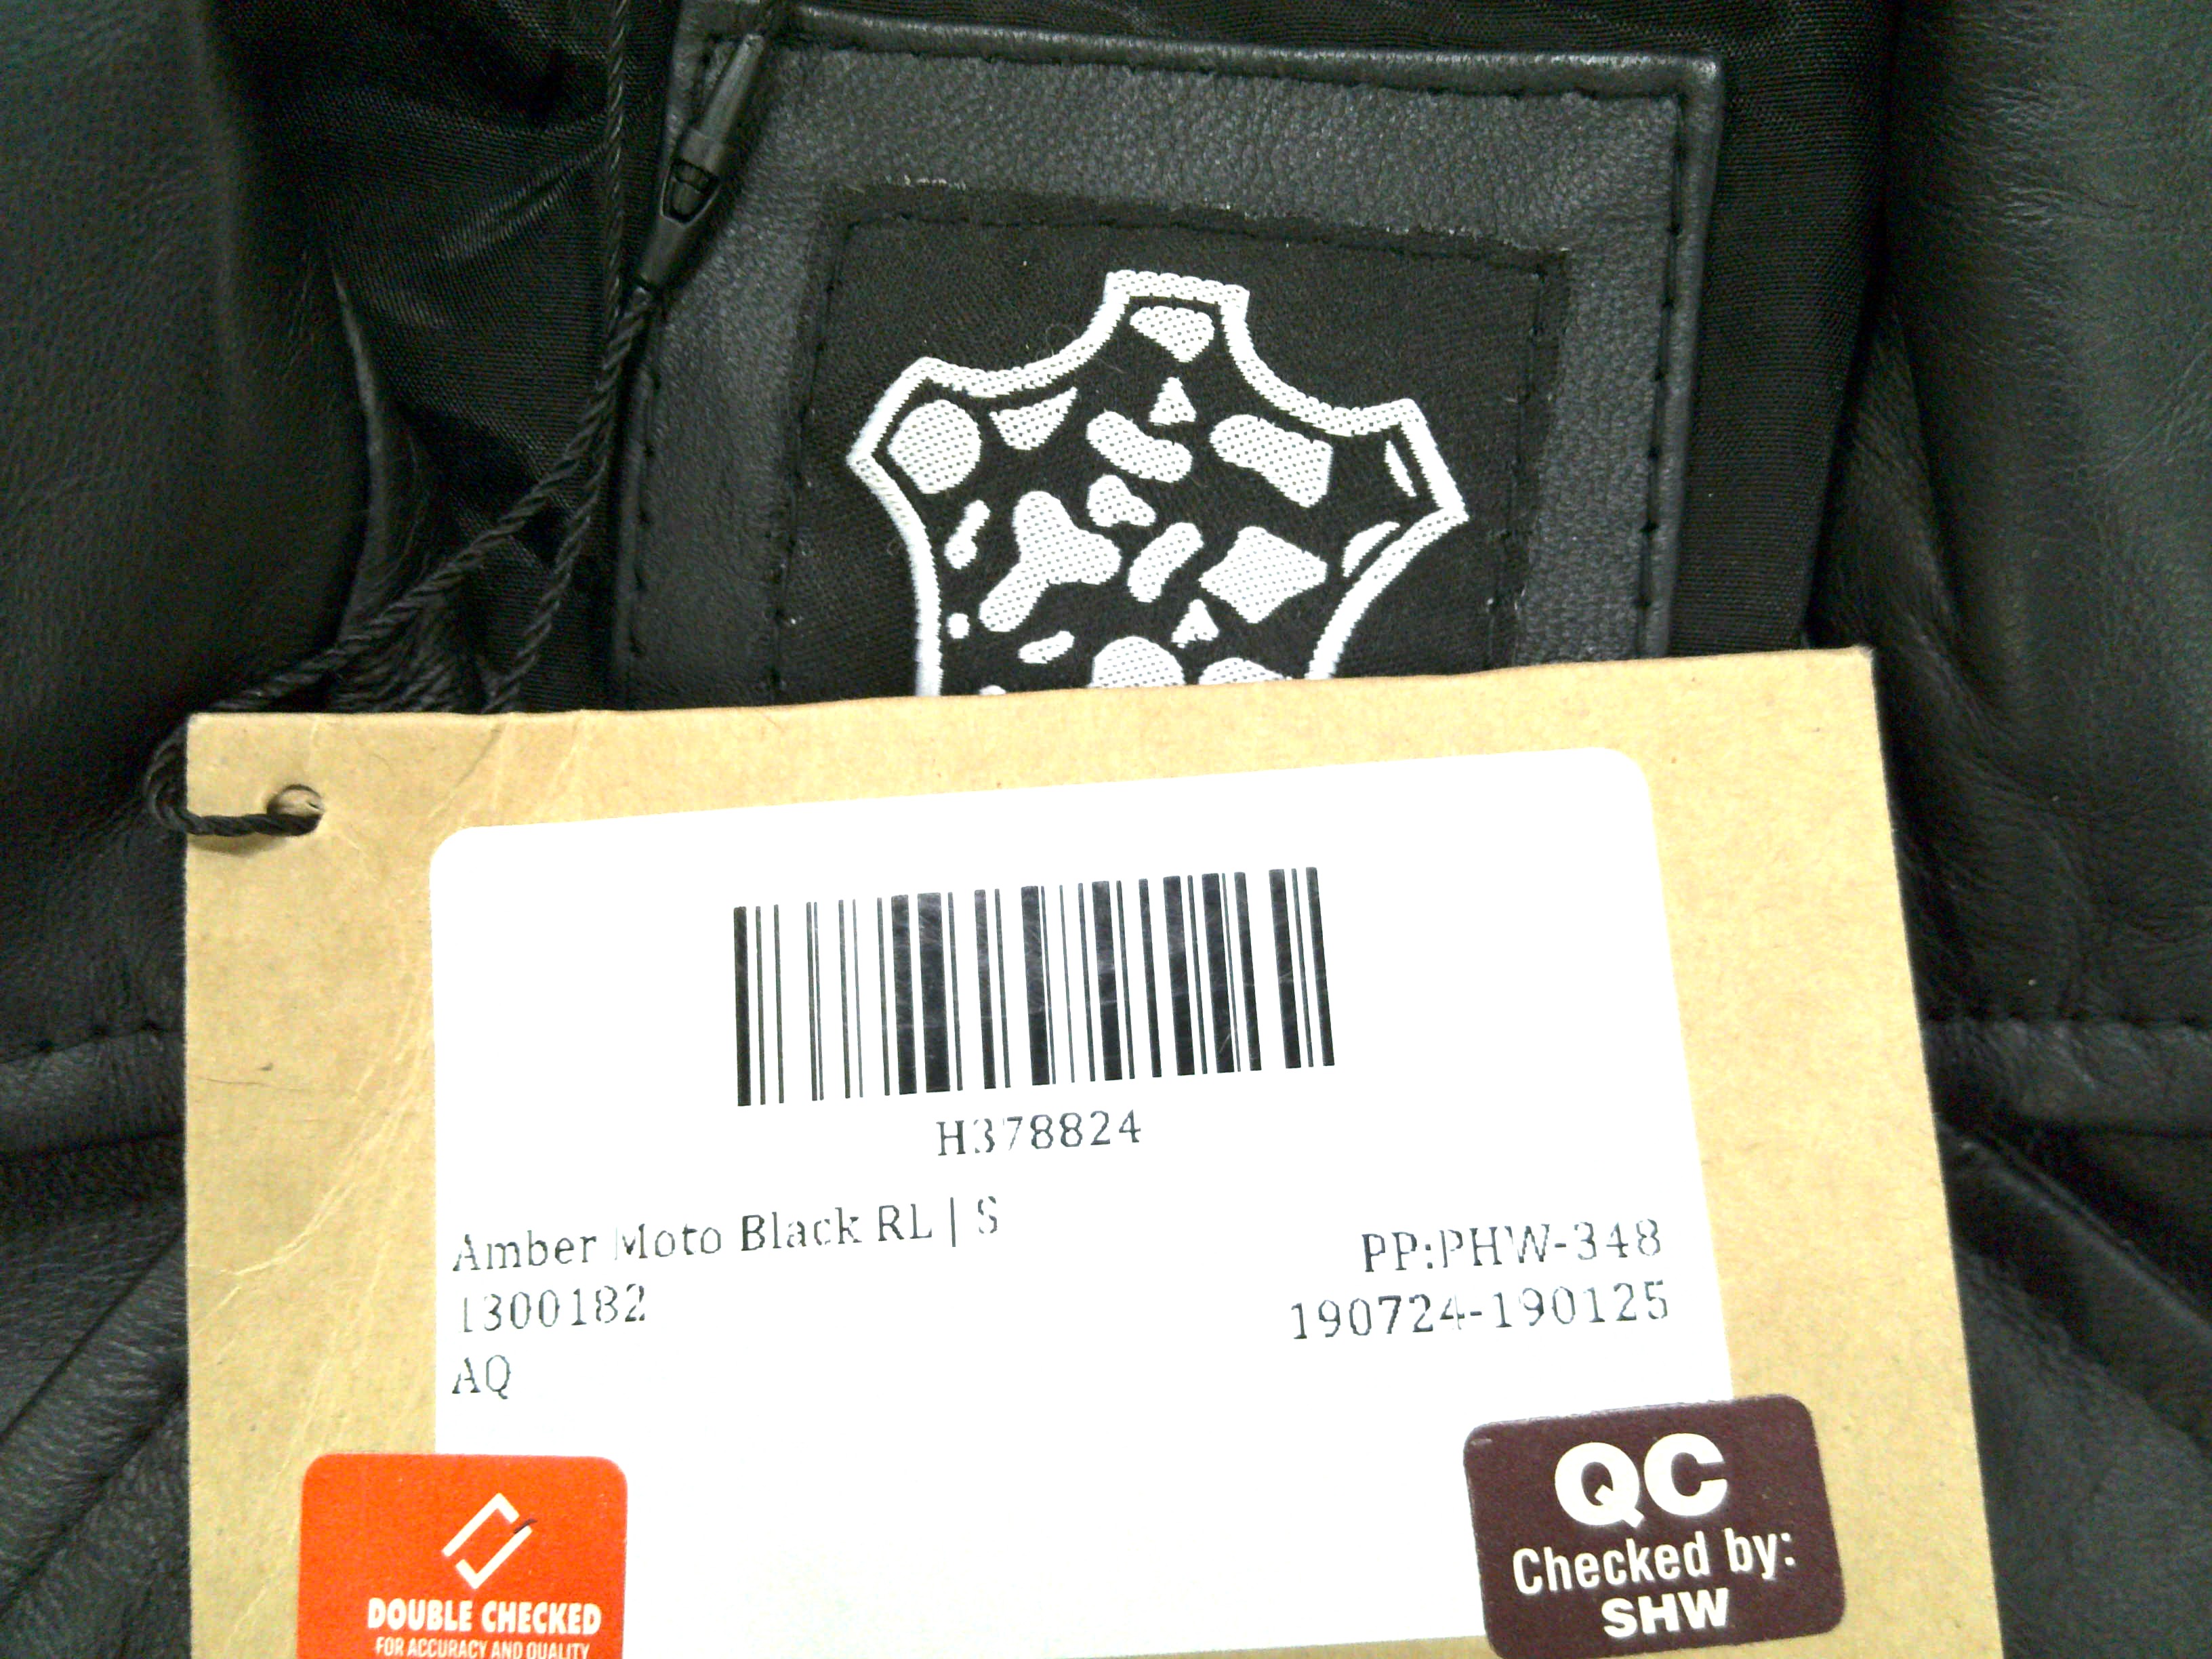 H378824
Amber Moto Black RL | S
1300182
AQ
PP:PHW-348
190724-190125
DOUBLE CHECKED
FOR ACCURACY AND QUALITY
QC
Checked by:
SHW